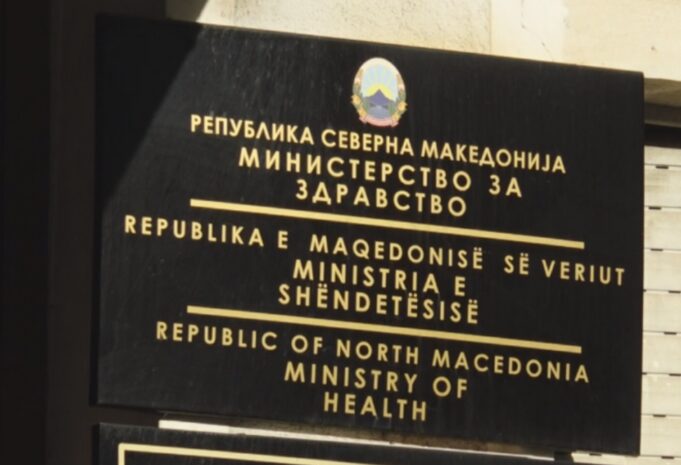 РЕПУБЛИКА СЕВЕРНА МАКЕДОНИЈА
МИНИСТЕРСТВО ЗА
ЗДРАВСТВО
REPUBLIKA E MAQEDONISË SË VERIUT
MINISTRIA E
SHËNDETËSISË
REPUBLIC OF NORTH MACEDONIA
MINISTRY OF
HEALTH